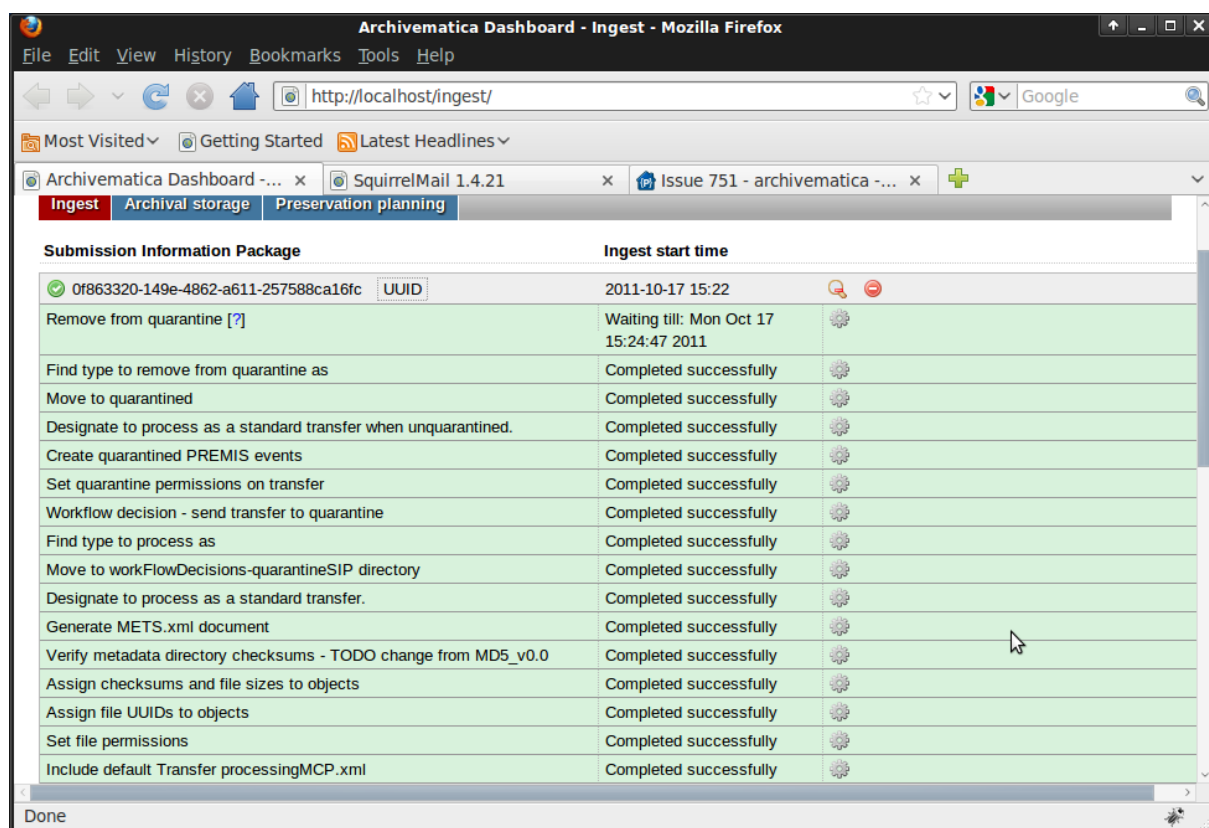 Archivematica Dashboard - Ingest - Mozilla Firefox
File Edit View History Bookmarks Tools Help
http://localhost/ingest/ Google
Most Visited Getting Started Latest Headlines
Archivematica Dashboard -... SquirrelMail 1.4.21 Issue 751 - archivematica -...
Ingest Archival storage Preservation planning
Submission Information Package Ingest start time
0f863320-149e-4862-a611-257588ca16fc UUID 2011-10-17 15:22
Remove from quarantine [?] Waiting till: Mon Oct 17
15:24:47 2011
Find type to remove from quarantine as Completed successfully
Move to quarantined Completed successfully
Designate to process as a standard transfer when unquarantined. Completed successfully
Create quarantined PREMIS events Completed successfully
Set quarantine permissions on transfer Completed successfully
Workflow decision - send transfer to quarantine Completed successfully
Find type to process as Completed successfully
Move to workFlowDecisions-quarantineSIP directory Completed successfully
Designate to process as a standard transfer. Completed successfully
Generate METS.xml document Completed successfully
Verify metadata directory checksums - TODO change from MD5_v0.0 Completed successfully
Assign checksums and file sizes to objects Completed successfully
Assign file UUIDs to objects Completed successfully
Set file permissions Completed successfully
Include default Transfer processingMCP.xml Completed successfully
Done